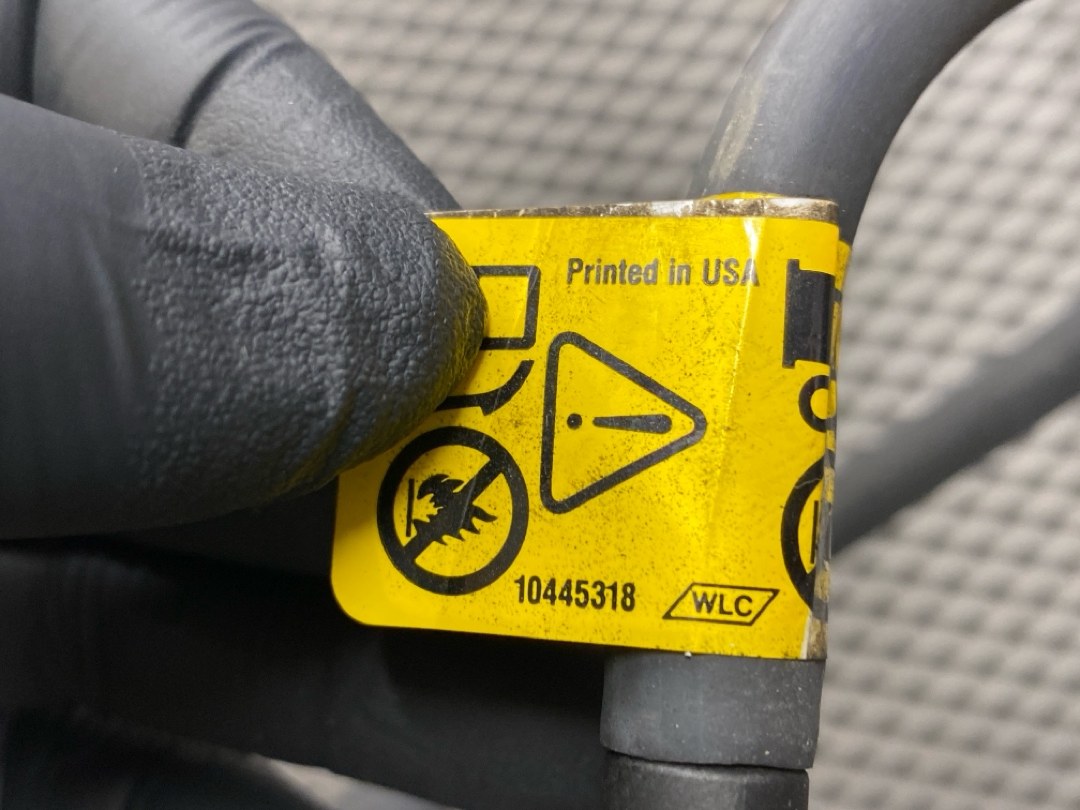 Printed in USA
10445318
WLC